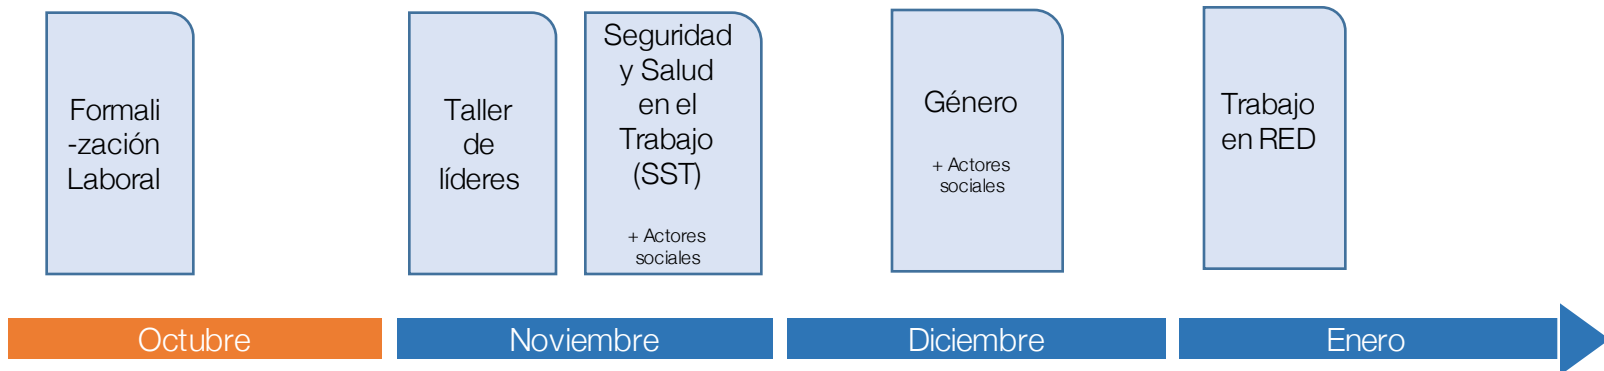 Formali
-zación
Laboral
Taller
de
líderes
Seguridad
y Salud
en el
Trabajo
(SST)
+ Actores
sociales
Género
+ Actores
sociales
Trabajo
en RED
Octubre
Noviembre
Diciembre
Enero